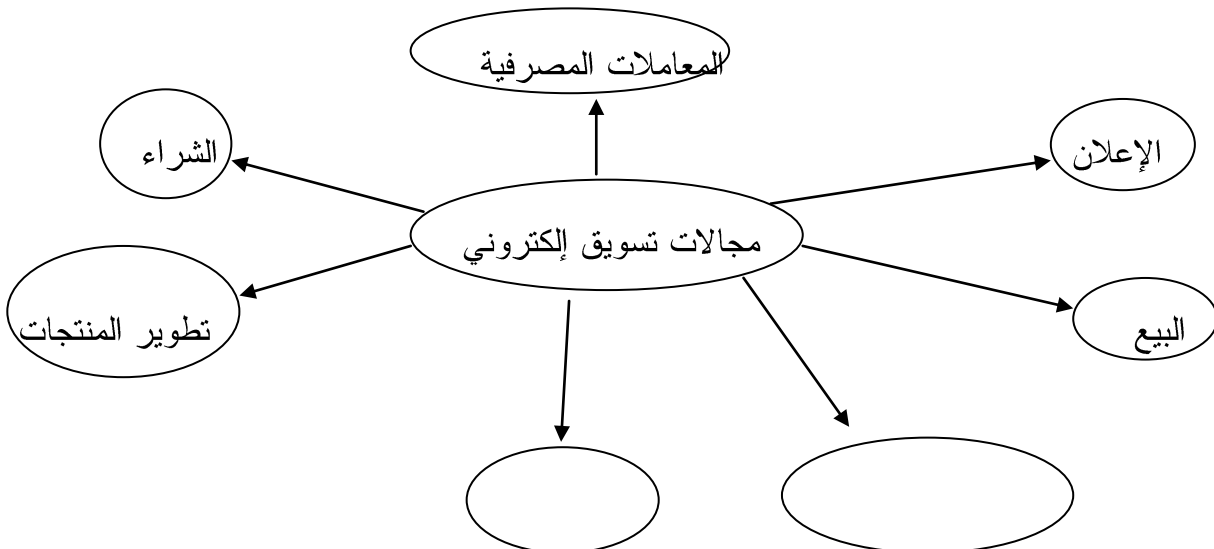 المعاملات المصرفية
الإعلان
الشراء
مجالات تسويق إلكتروني
البيع
تطوير المنتجات